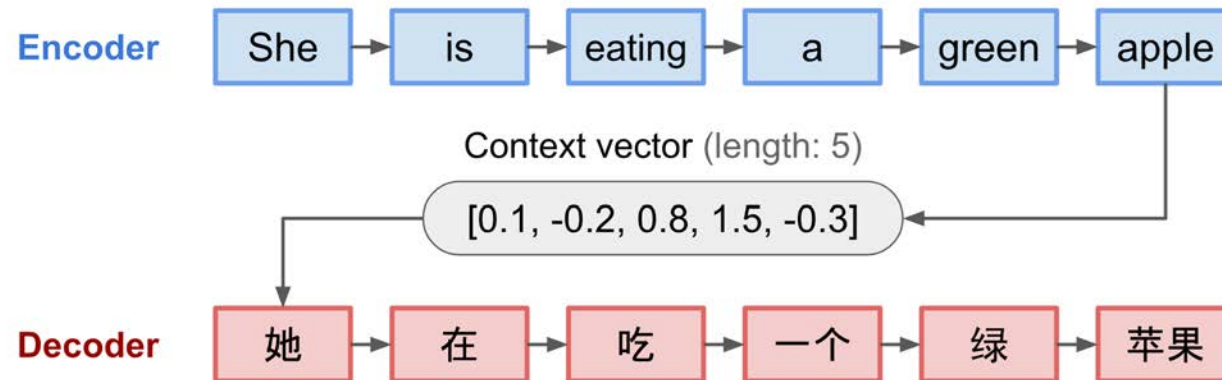 Encoder She is eating a green apple
Context vector (length: 5)
[0.1, -0.2, 0.8, 1.5, -0.3]
Decoder 她 在 吃 一个 绿 苹果